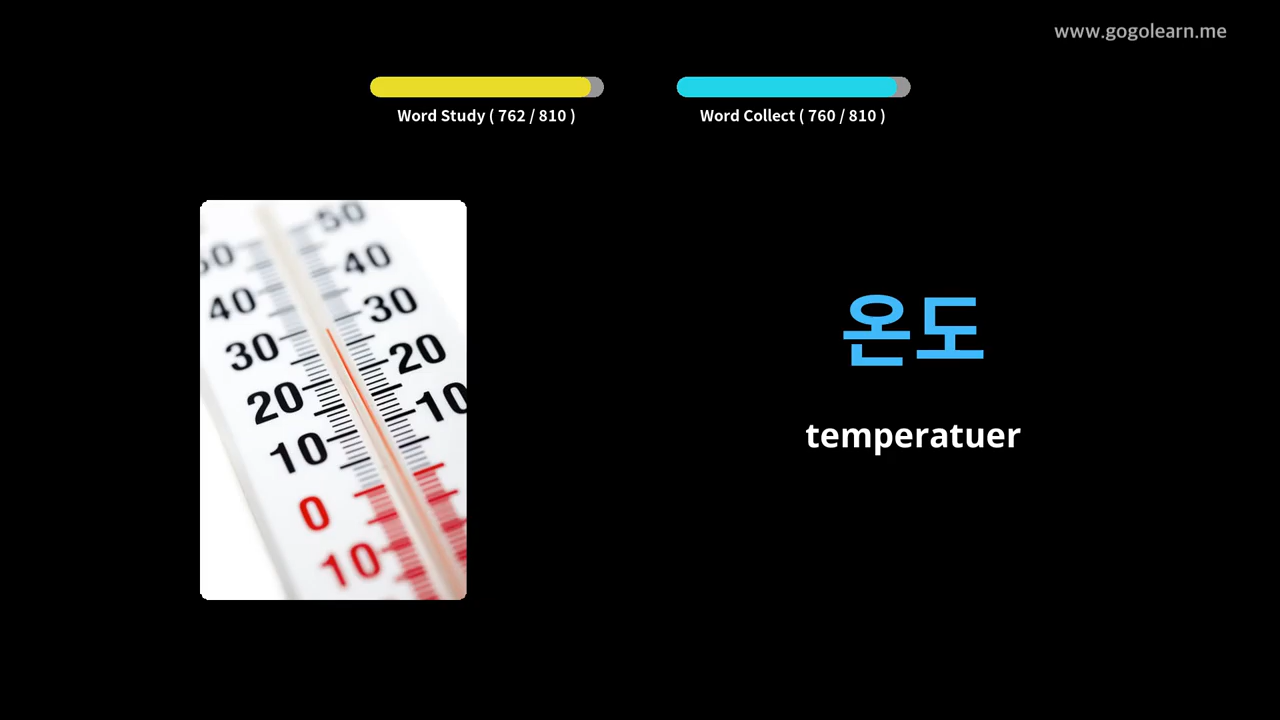 www.gogolearn.me
Word Study ( 762 / 810 )
Word Collect ( 760 / 810 )
50
50
40
40
30
30
20
20
10
10
0
10
온도
temperatuer